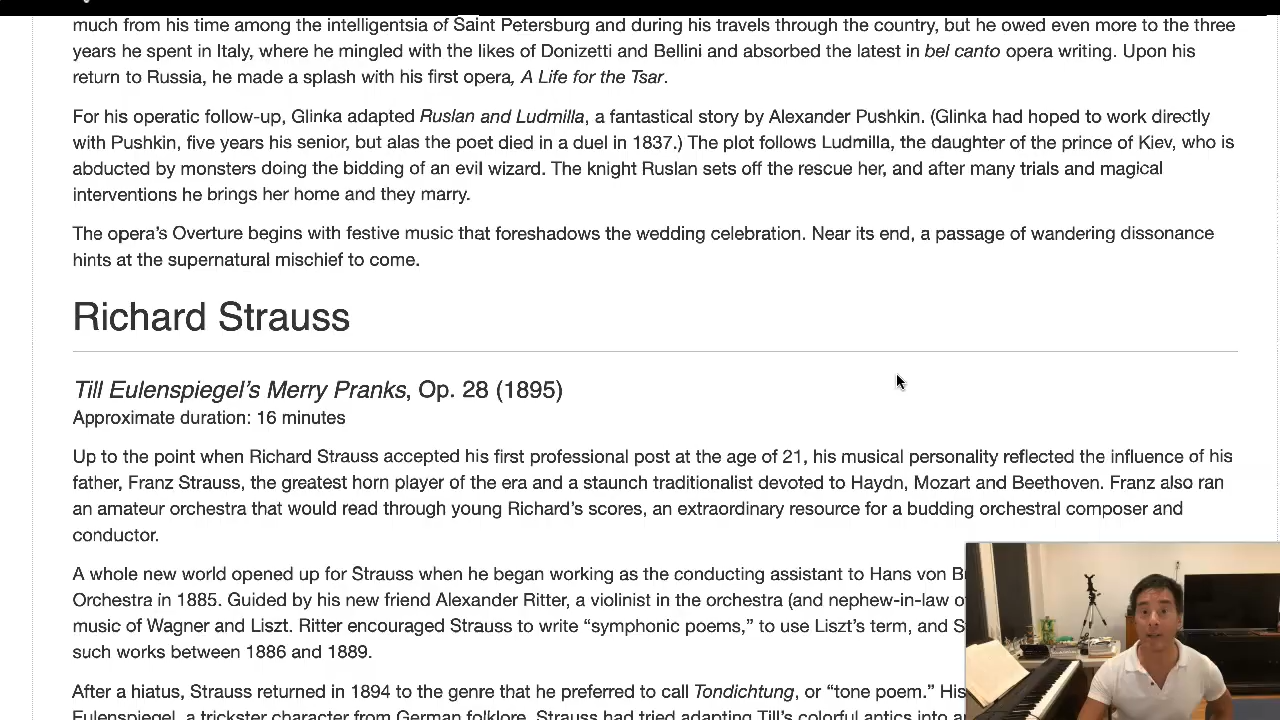 much from his time among the intelligentsia of Saint Petersburg and during his travels through the country, but he owed even more to the three
years he spent in Italy, where he mingled with the likes of Donizetti and Bellini and absorbed the latest in bel canto opera writing. Upon his
return to Russia, he made a splash with his first opera, A Life for the Tsar.
For his operatic follow-up, Glinka adapted Ruslan and Ludmilla, a fantastical story by Alexander Pushkin. (Glinka had hoped to work directly
with Pushkin, five years his senior, but alas the poet died in a duel in 1837.) The plot follows Ludmilla, the daughter of the prince of Kiev, who is
abducted by monsters doing the bidding of an evil wizard. The knight Ruslan sets off the rescue her, and after many trials and magical
interventions he brings her home and they marry.
The opera's Overture begins with festive music that foreshadows the wedding celebration. Near its end, a passage of wandering dissonance
hints at the supernatural mischief to come.
Richard Strauss
Till Eulenspiegel's Merry Pranks, Op. 28 (1895)
Approximate duration: 16 minutes
Up to the point when Richard Strauss accepted his first professional post at the age of 21, his musical personality reflected the influence of his
father, Franz Strauss, the greatest horn player of the era and a staunch traditionalist devoted to Haydn, Mozart and Beethoven. Franz also ran
an amateur orchestra that would read through young Richard's scores, an extraordinary resource for a budding orchestral composer and
conductor.
A whole new world opened up for Strauss when he began working as the conducting assistant to Hans von
Orchestra in 1885. Guided by his new friend Alexander Ritter, a violinist in the orchestra (and nephew-in-law
music of Wagner and Liszt. Ritter encouraged Strauss to write “symphonic poems,” to use Liszt's term, and
such works between 1886 and 1889.
After a hiatus, Strauss returned in 1894 to the genre that he preferred to call Tondichtung, or “tone poem.” His
Eulenspiegel, a trickster character from German folklore. Strauss had tried adapting Till's colorful antics into